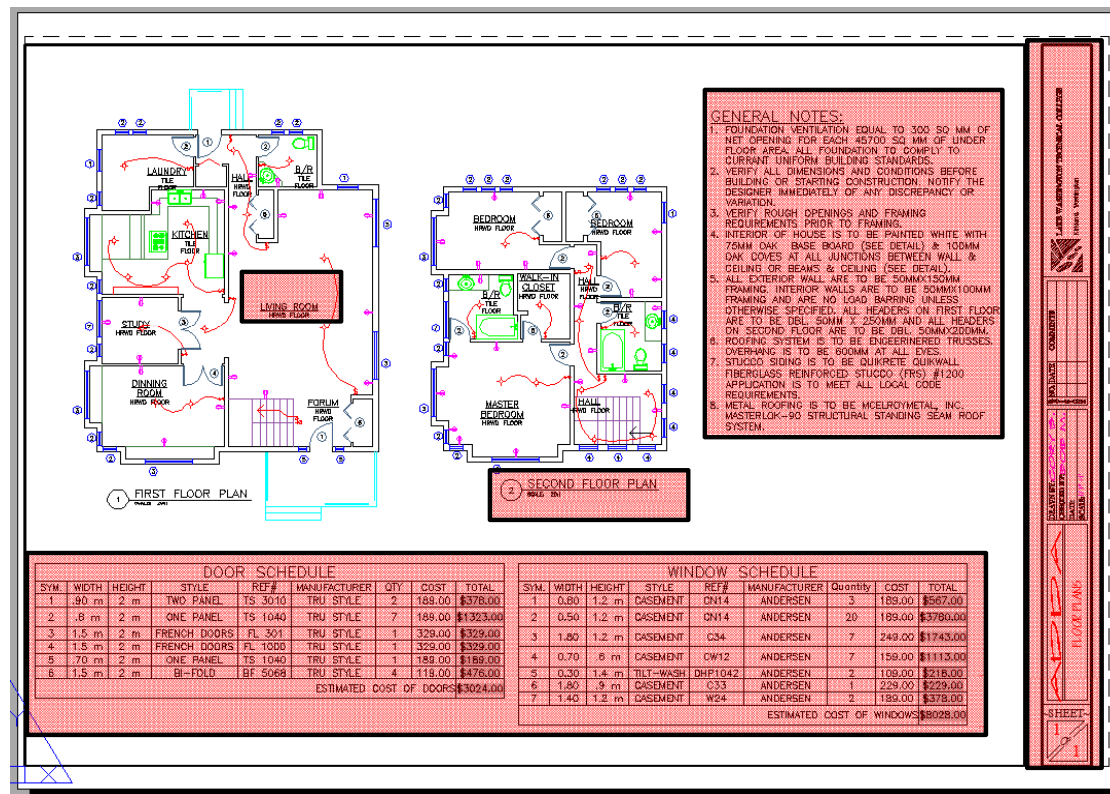 LAUNDRY
TILE
FLOOR
HALL
HRWD
FLOOR
B/R
TILE
FLOOR
KITCHEN
TILE
FLOOR
LIVING ROOM
HRWD FLOOR
STUDY
HRWD FLOOR
DINNING
ROOM
HRWD FLOOR
FORUM
HRWD
FLOOR
1 FIRST FLOOR PLAN
BEDROOM
HRWD FLOOR
BEDROOM
HRWD FLOOR
WALK-IN
CLOSET
HRWD FLOOR
B/R
TILE
FLOOR
HALL
HRWD
FLOOR
B/R
TILE
FLOOR
MASTER
BEDROOM
HRWD FLOOR
HALL
HRWD FLOOR
2 SECOND FLOOR PLAN
GENERAL NOTES:
1. FOUNDATION VENTILATION EQUAL TO 300 SQ MM OF
NET OPENING FOR EACH 45700 SQ MM OF UNDER
FLOOR AREA. ALL FOUNDATION TO COMPLY TO
CURRANT UNIFORM BUILDING STANDARDS.
2. VERIFY ALL DIMENSIONS AND CONDITIONS BEFORE
BUILDING OR STARTING CONSTRUCTION. NOTIFY THE
DESIGNER IMMEDIATELY OF ANY DISCREPANCY OR
VARIATION.
3. VERIFY ROUGH OPENINGS AND FRAMING
REQUIREMENTS PRIOR TO FRAMING.
4. INTERIOR OF HOUSE IS TO BE PAINTED WHITE WITH
75MM OAK BASE BOARD (SEE DETAIL) & 100MM
OAK COVES AT ALL JUNCTIONS BETWEEN WALL &
CEILING OR BEAMS & CEILING (SEE DETAIL).
5. ALL EXTERIOR WALL ARE TO BE 50MMX150MM
FRAMING. INTERIOR WALLS ARE TO BE 50MMX100MM
FRAMING AND ARE NO LOAD BARRING UNLESS
OTHERWISE SPECIFIED. ALL HEADERS ON FIRST FLOOR
ARE TO BE DBL. 50MM X 250MM AND ALL HEADERS
ON SECOND FLOOR ARE TO BE DBL. 50MMX200MM.
6. ROOFING SYSTEM IS TO BE ENGEERINERED TRUSSES.
OVERHANG IS TO BE 600MM AT ALL EVES.
7. STUCCO SIDING IS TO BE QUIKRETE QUIKWALL
FIBERGLASS REINFORCED STUCCO (FRS) #1200
APPLICATION IS TO MEET ALL LOCAL CODE
REQUIREMENTS.
8. METAL ROOFING IS TO BE MCELROYMETAL, INC.
MASTERLOK-90 STRUCTURAL STANDING SEAM ROOF
SYSTEM.
DOOR SCHEDULE
SYM. WIDTH HEIGHT STYLE REF# MANUFACTURER QTY COST TOTAL
1 .90 m 2 m TWO PANEL TS 3010 TRU STYLE 2 189.00 $378.00
2 .6 m 2 m ONE PANEL TS 1040 TRU STYLE 7 189.00 $1323.00
3 1.5 m 2 m FRENCH DOORS FL 301 TRU STYLE 1 329.00 $329.00
4 1.5 m 2 m FRENCH DOORS FL 1000 TRU STYLE 1 329.00 $329.00
5 .70 m 2 m ONE PANEL TS 1040 TRU STYLE 1 189.00 $189.00
6 1.5 m 2 m BI-FOLD BF 5068 TRU STYLE 4 119.00 $476.00
ESTIMATED COST OF DOORS $3024.00
WINDOW SCHEDULE
SYM. WIDTH HEIGHT STYLE REF# MANUFACTURER Quantity COST TOTAL
1 0.80 1.2 m CASEMENT CN14 ANDERSEN 3 189.00 $567.00
2 0.50 1.2 m CASEMENT CN14 ANDERSEN 20 189.00 $3780.00
3 1.80 1.2 m CASEMENT C34 ANDERSEN 7 249.00 $1743.00
4 0.70 .6 m CASEMENT CW12 ANDERSEN 7 159.00 $1113.00
5 0.30 1.4 m TILT-WASH DHP1042 ANDERSEN 2 109.00 $218.00
6 1.80 .9 m CASEMENT C33 ANDERSEN 1 229.00 $229.00
7 1.40 1.2 m CASEMENT W24 ANDERSEN 2 189.00 $378.00
ESTIMATED COST OF WINDOWS $8028.00
LAKE WASHINGTON TECHNICAL COLLEGE
NO. DATE COMMENTS
DRAWN BY:
CHECKED BY:
DATE:
SCALE:
FLOOR PLANS
SHEET
1 of 1